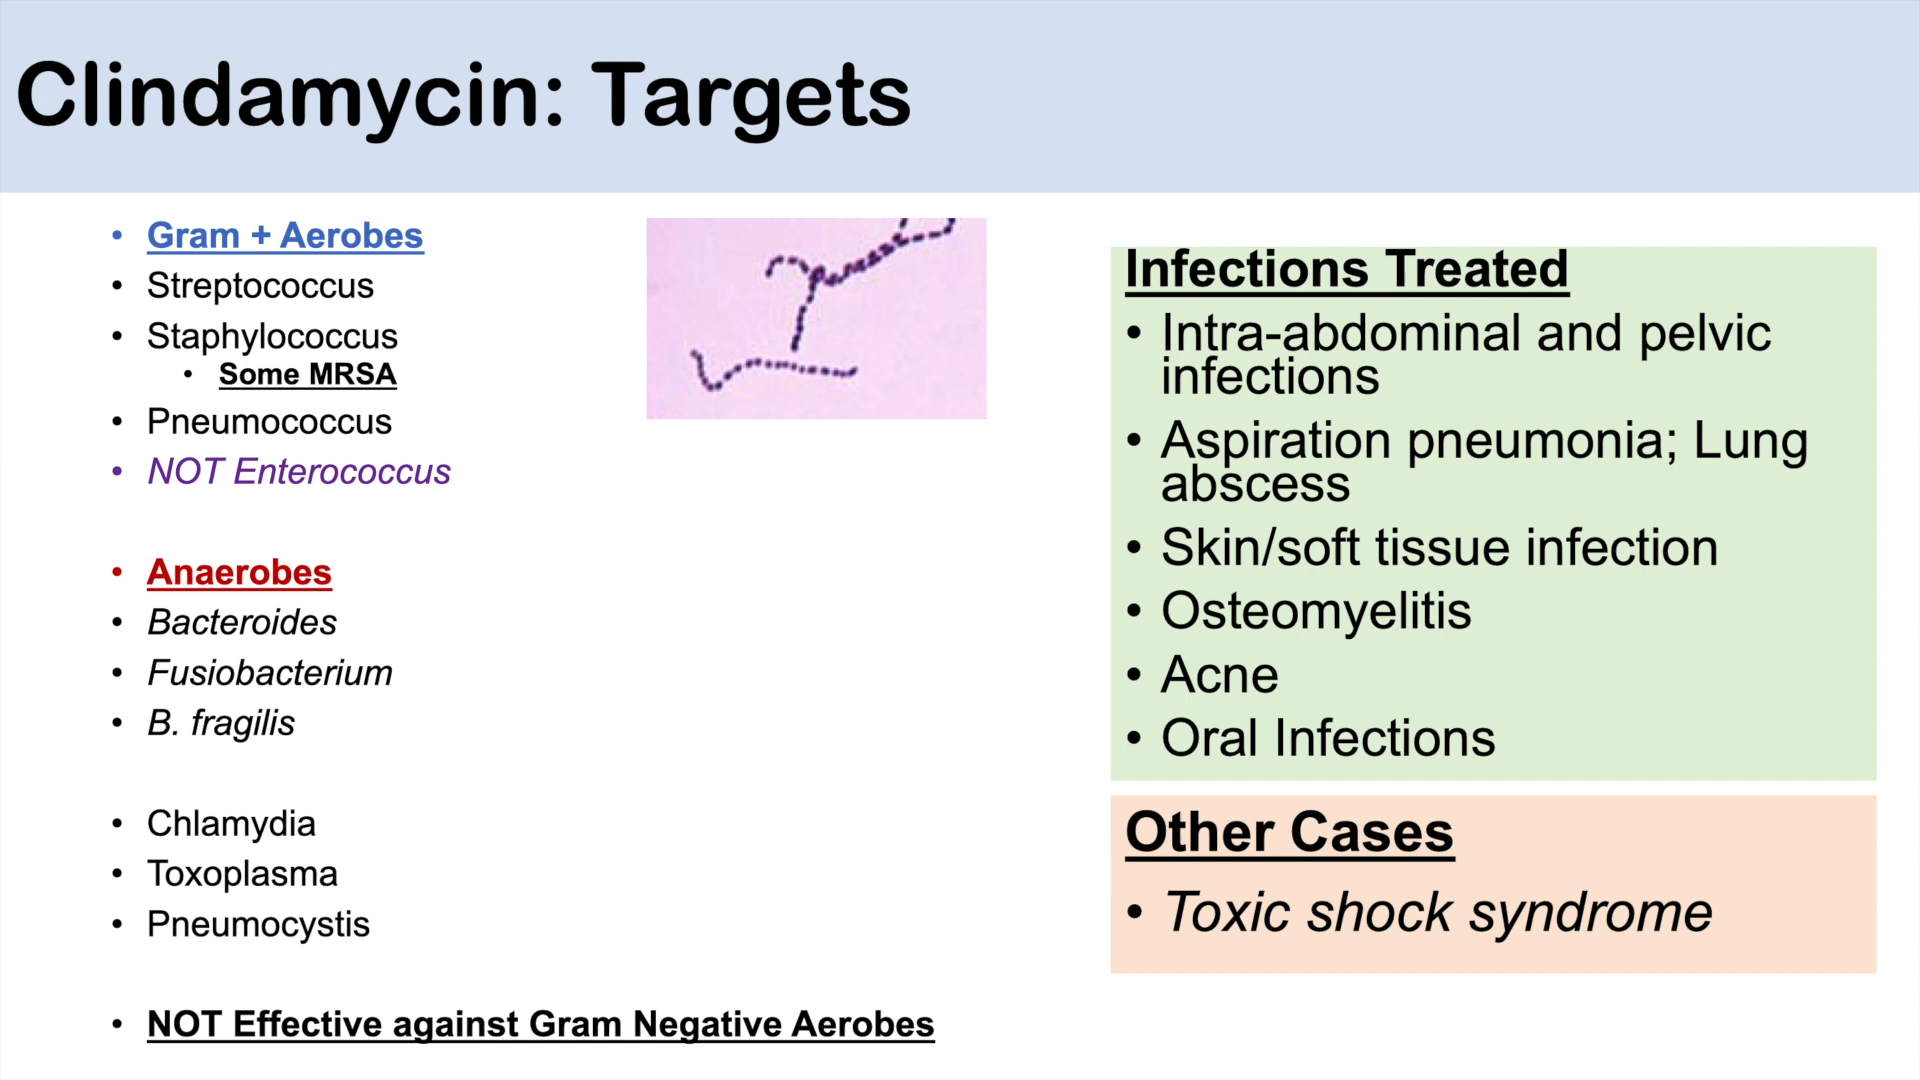 Clindamycin: Targets
• Gram + Aerobes
• Streptococcus
• Staphylococcus
• Some MRSA
• Pneumococcus
• NOT Enterococcus
• Anaerobes
• Bacteroides
• Fusiobacterium
• B. fragilis
• Chlamydia
• Toxoplasma
• Pneumocystis
• NOT Effective against Gram Negative Aerobes
Infections Treated
• Intra-abdominal and pelvic
infections
• Aspiration pneumonia; Lung
abscess
• Skin/soft tissue infection
• Osteomyelitis
• Acne
• Oral Infections
Other Cases
• Toxic shock syndrome